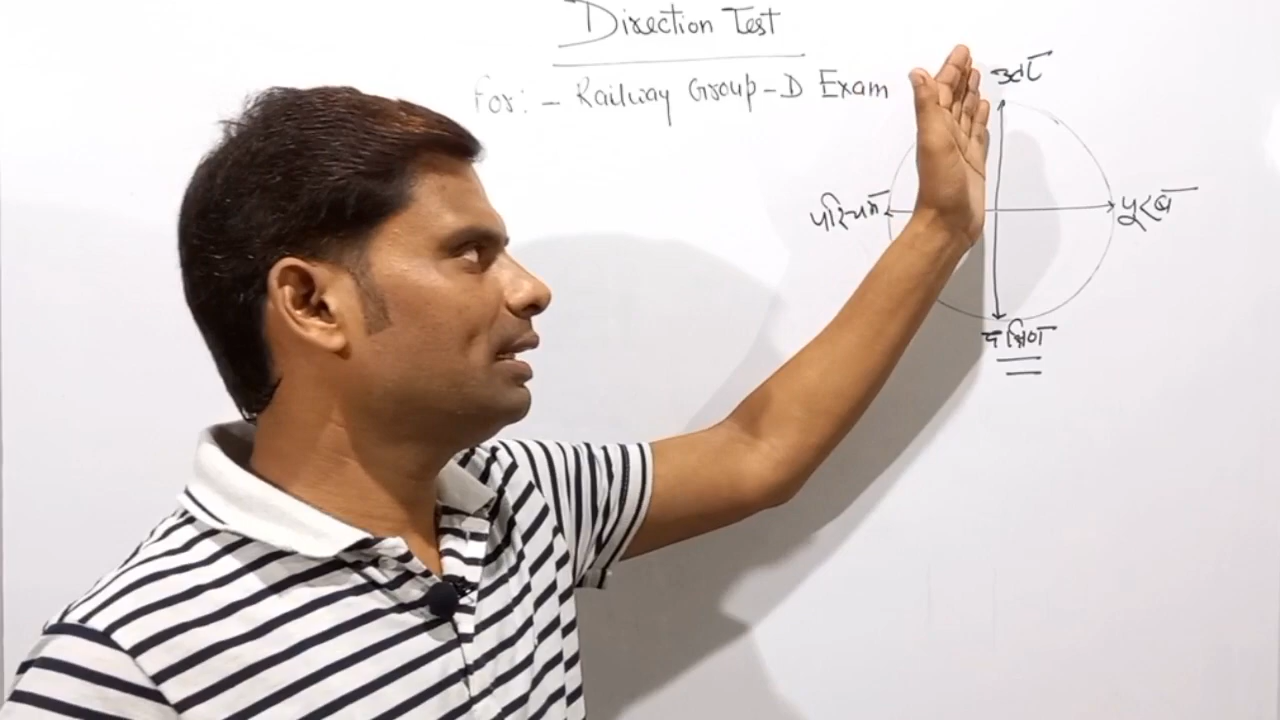 Direction Test
For: - Railway Group-D Exam
उत्तर
पश्चिम
पूरब
दक्षिण